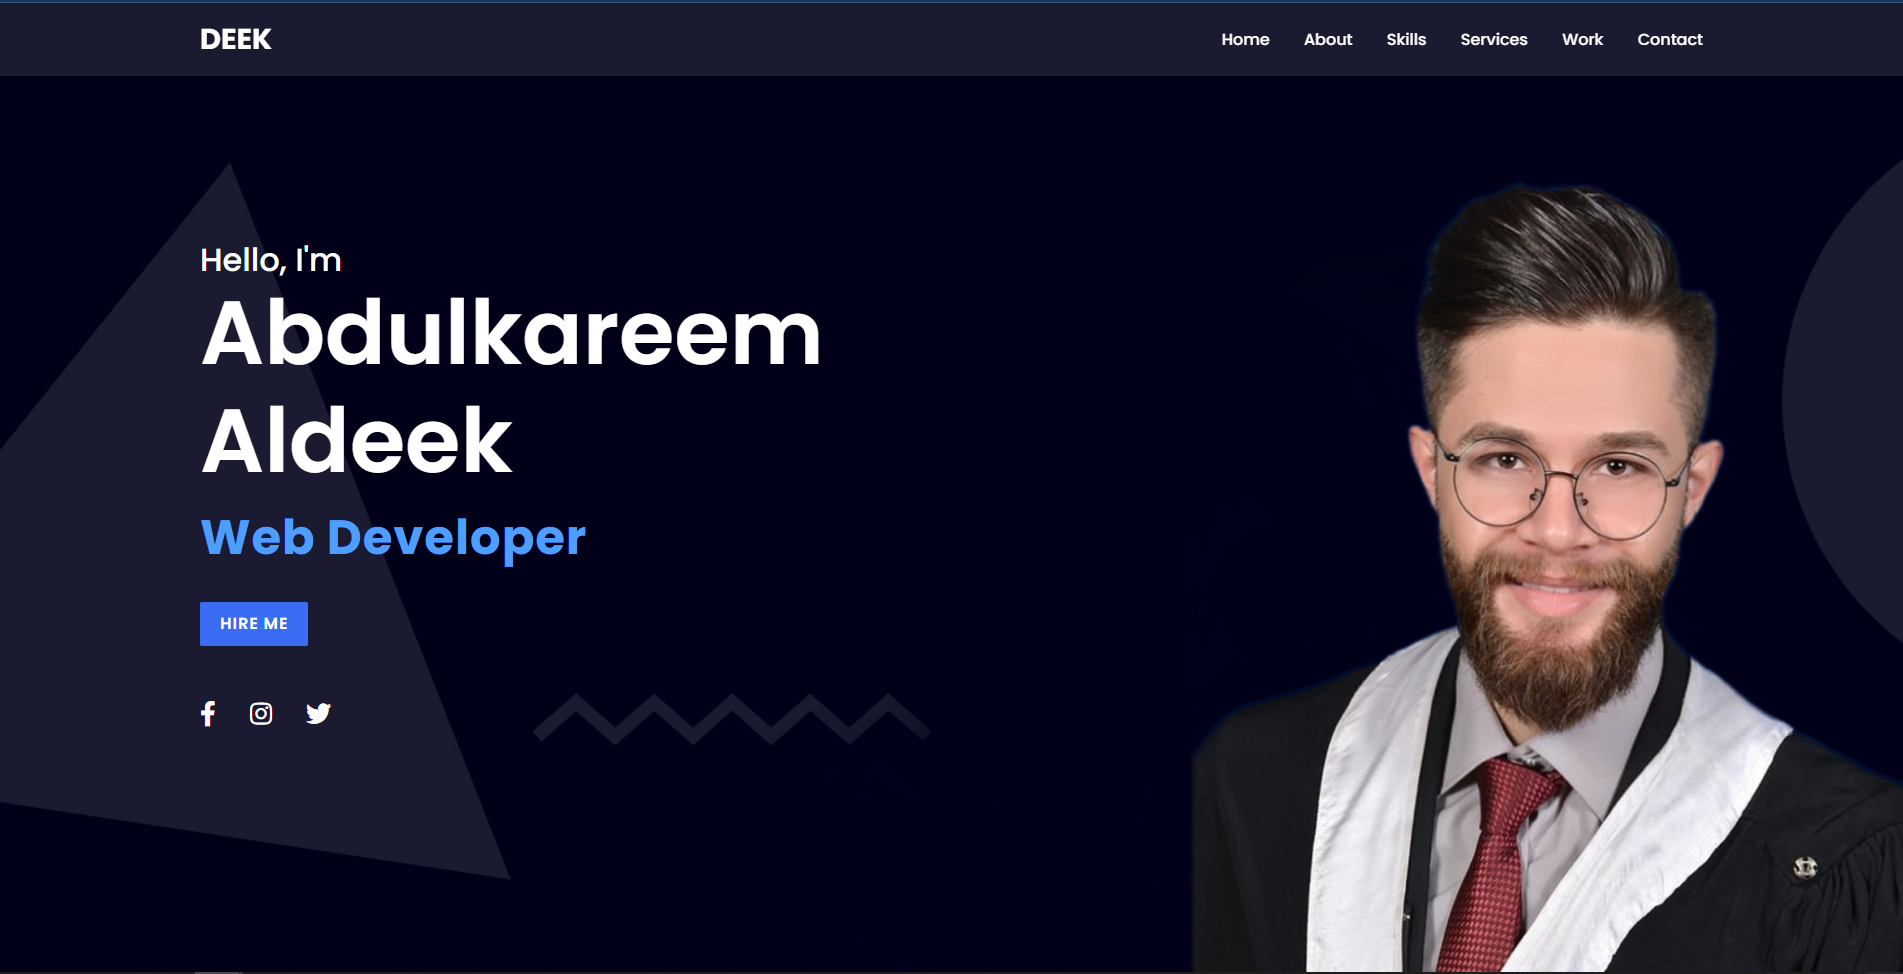 DEEK
Home About Skills Services Work Contact
Hello, I'm
Abdulkareem
Aldeek
Web Developer
HIRE ME